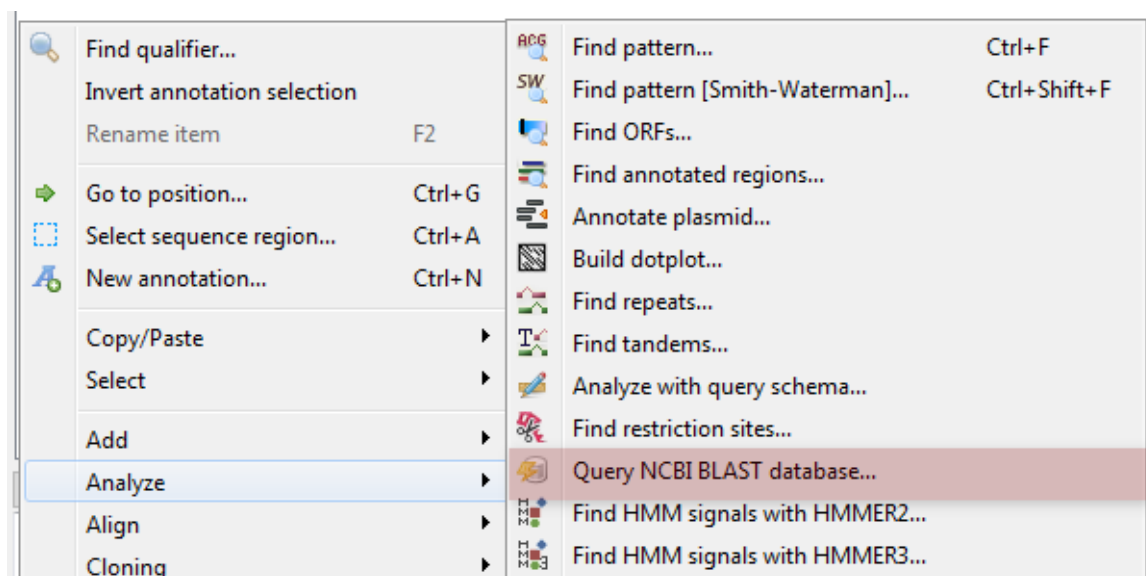 Find qualifier...
Invert annotation selection
Rename item F2
Go to position... Ctrl+G
Select sequence region... Ctrl+A
New annotation... Ctrl+N
Copy/Paste
Select
Add
Analyze
Align
Cloning
ACG Find pattern... Ctrl+F
SW Find pattern [Smith-Waterman]... Ctrl+Shift+F
Find ORFs...
Find annotated regions...
Annotate plasmid...
Build dotplot...
Find repeats...
T Find tandems...
Analyze with query schema...
Find restriction sites...
Query NCBI BLAST database...
Find HMM signals with HMMER2...
Find HMM signals with HMMER3...